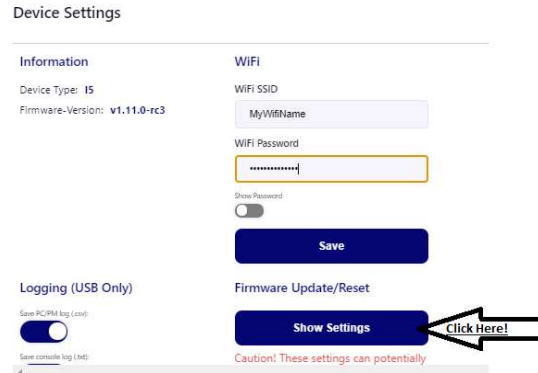 Device Settings
Information
Device Type: I5
Firmware-Version: v1.11.0-rc3
WiFi
WiFi SSID
MyWifiName
WiFi Password
••••••••••••••
Show Password
Save
Logging (USB Only)
Save PC/PM log (.csv):
Save console log (.txt):
Firmware Update/Reset
Show Settings
Click Here!
Caution! These settings can potentially